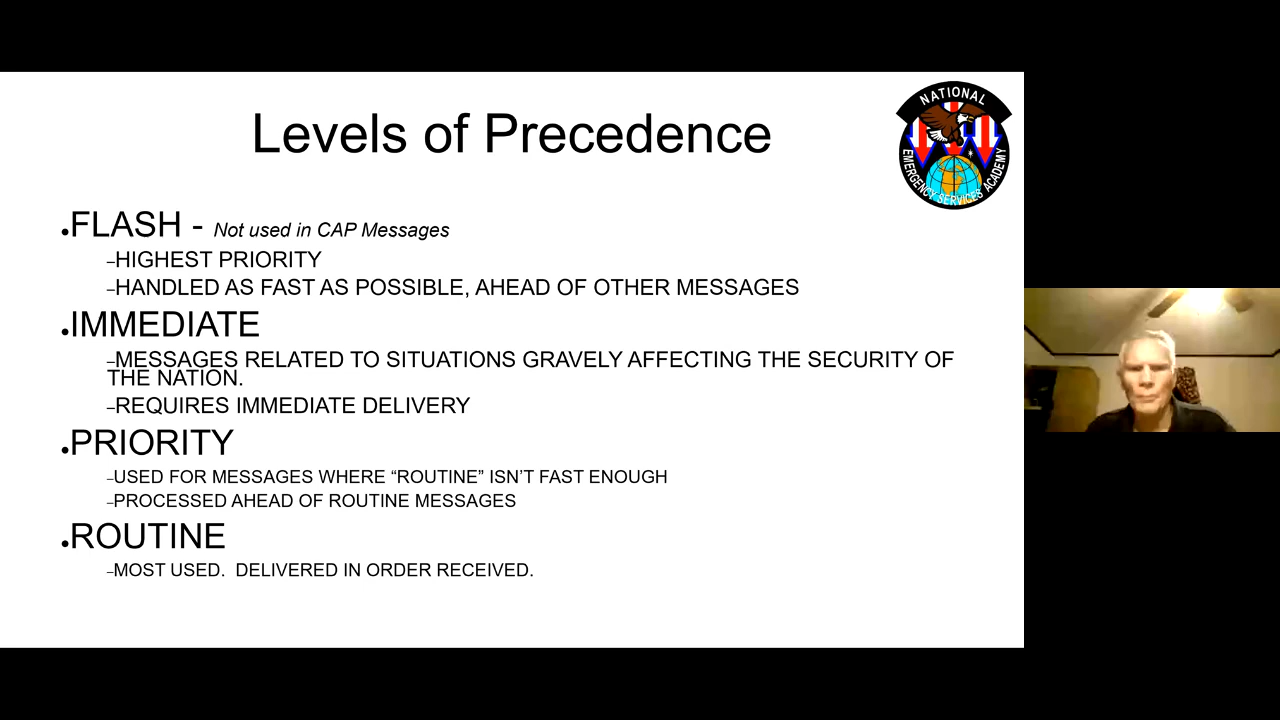 Levels of Precedence
NATIONAL
EMERGENCY SERVICES ACADEMY
•FLASH - Not used in CAP Messages
–HIGHEST PRIORITY
–HANDLED AS FAST AS POSSIBLE, AHEAD OF OTHER MESSAGES
•IMMEDIATE
–MESSAGES RELATED TO SITUATIONS GRAVELY AFFECTING THE SECURITY OF
THE NATION.
–REQUIRES IMMEDIATE DELIVERY
•PRIORITY
–USED FOR MESSAGES WHERE “ROUTINE” ISN’T FAST ENOUGH
–PROCESSED AHEAD OF ROUTINE MESSAGES
•ROUTINE
–MOST USED.  DELIVERED IN ORDER RECEIVED.